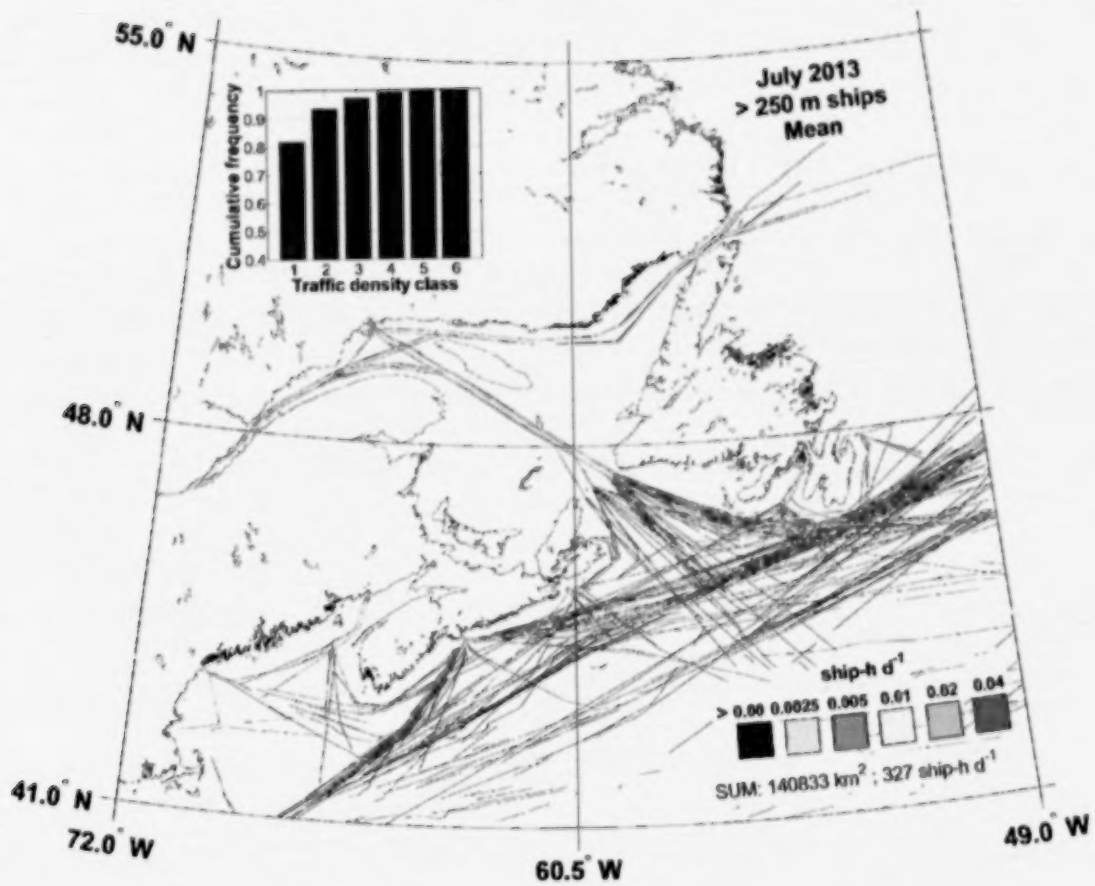 55.0° N
July 2013
> 250 m ships
Mean
Cumulative frequency
1
0.9
0.8
0.7
0.6
0.5
0.4
1 2 3 4 5 6
Traffic density class
48.0° N
ship-h d⁻¹
> 0.00 0.0025 0.005 0.01 0.02 0.04
SUM: 140833 km² ; 327 ship-h d⁻¹
41.0° N
72.0° W
60.5° W
49.0° W